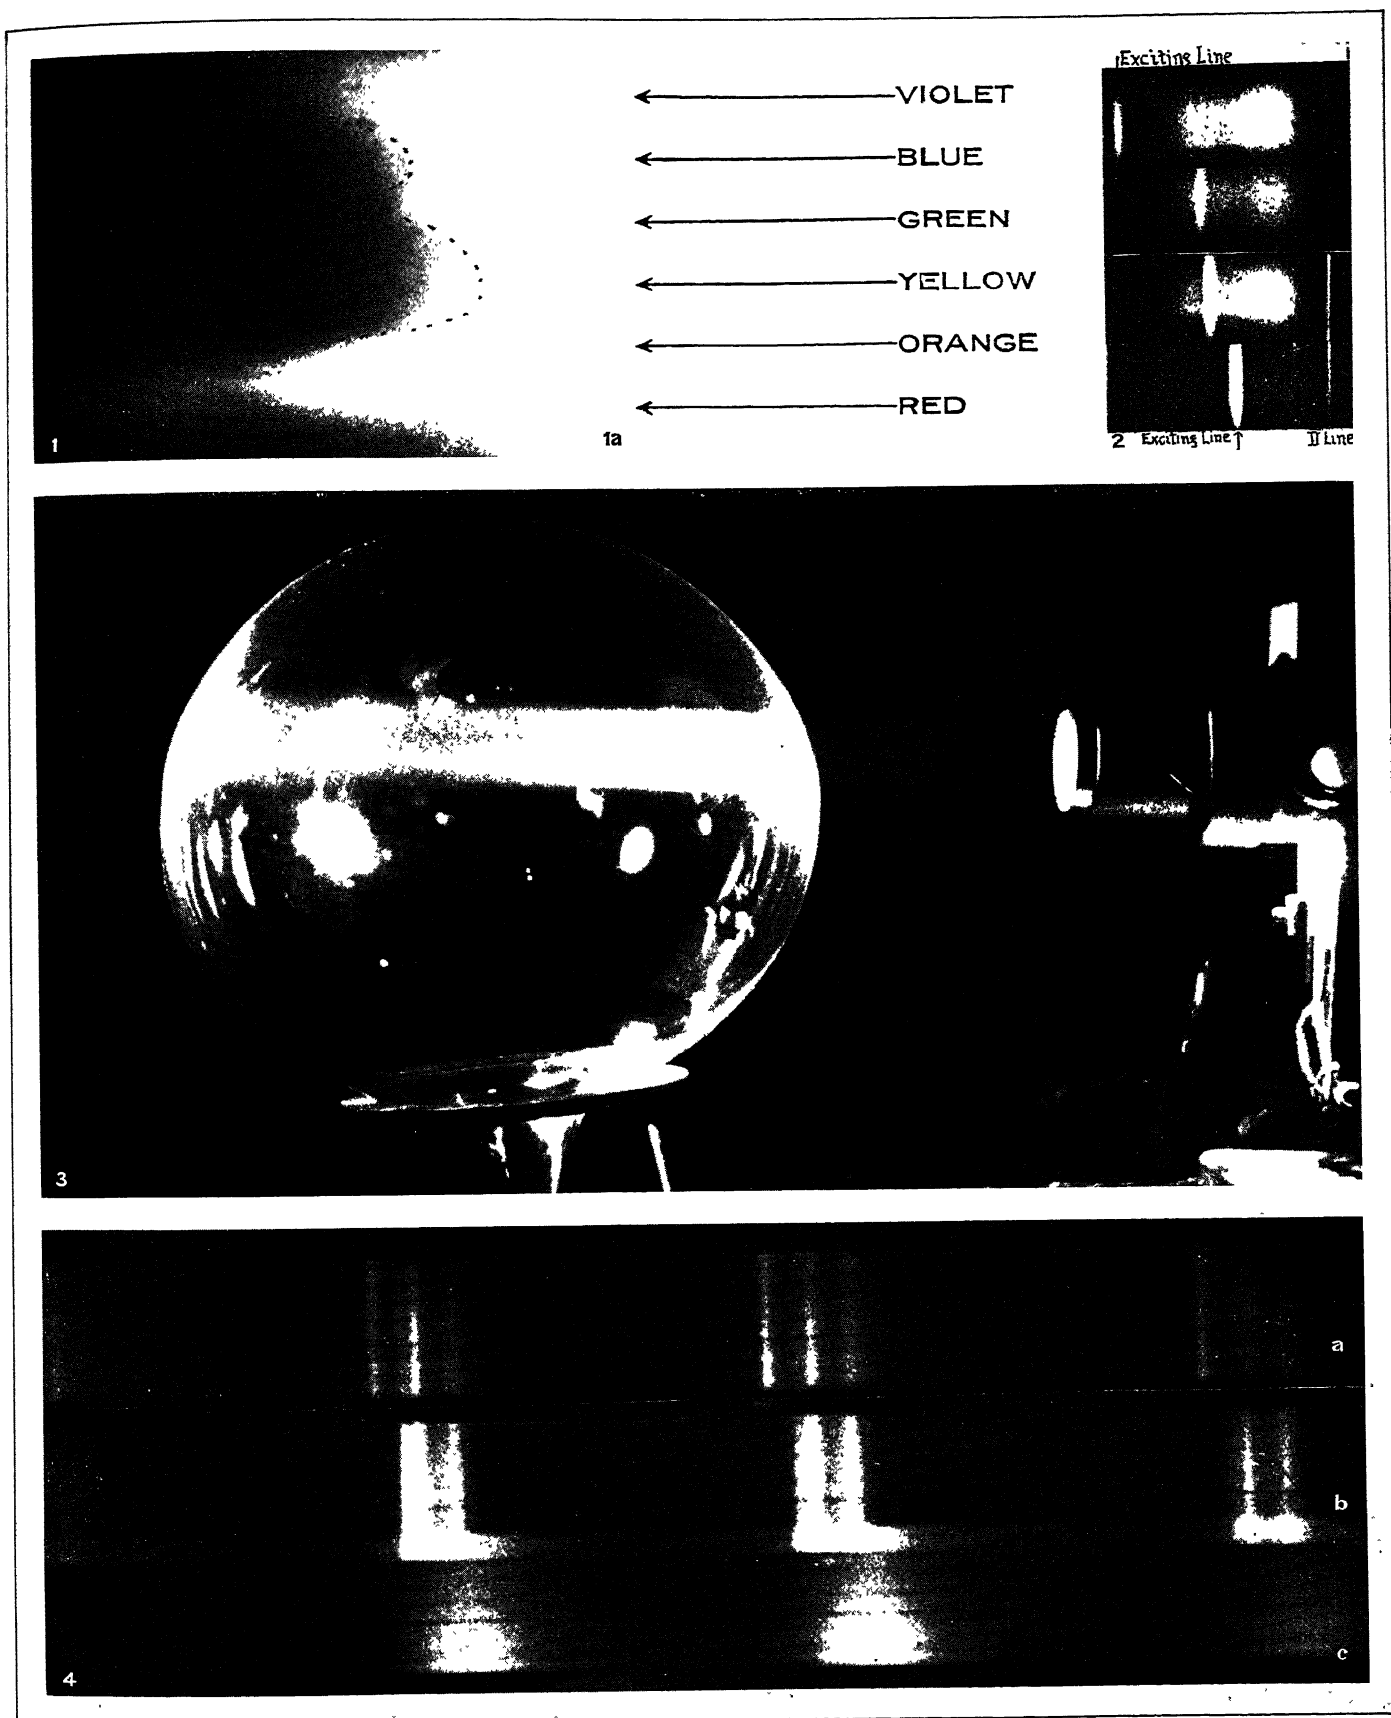 Exciting Line
VIOLET
BLUE
GREEN
YELLOW
ORANGE
RED
1
1a
2 Exciting Line ↑ D Line
3
a
b
c
4